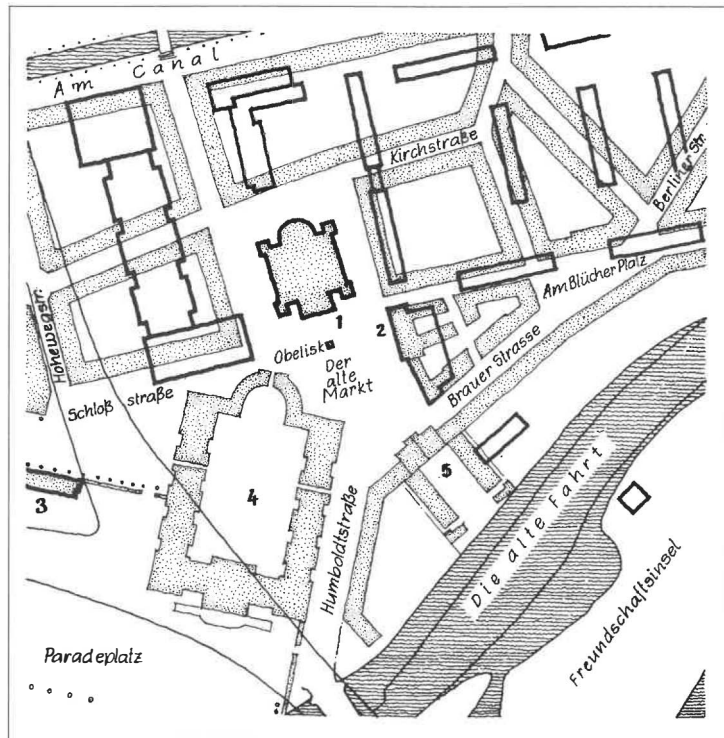 Am Canal
Kirchstraße
Berliner Str.
Am Blücher Platz
1
2
Hohewegstr.
Obelisk
Der
alte
Markt
Brauer Strasse
Schloß straße
3
4
5
Humboldtstraße
Die alte Fahrt
Freundschaftsinsel
Paradeplatz